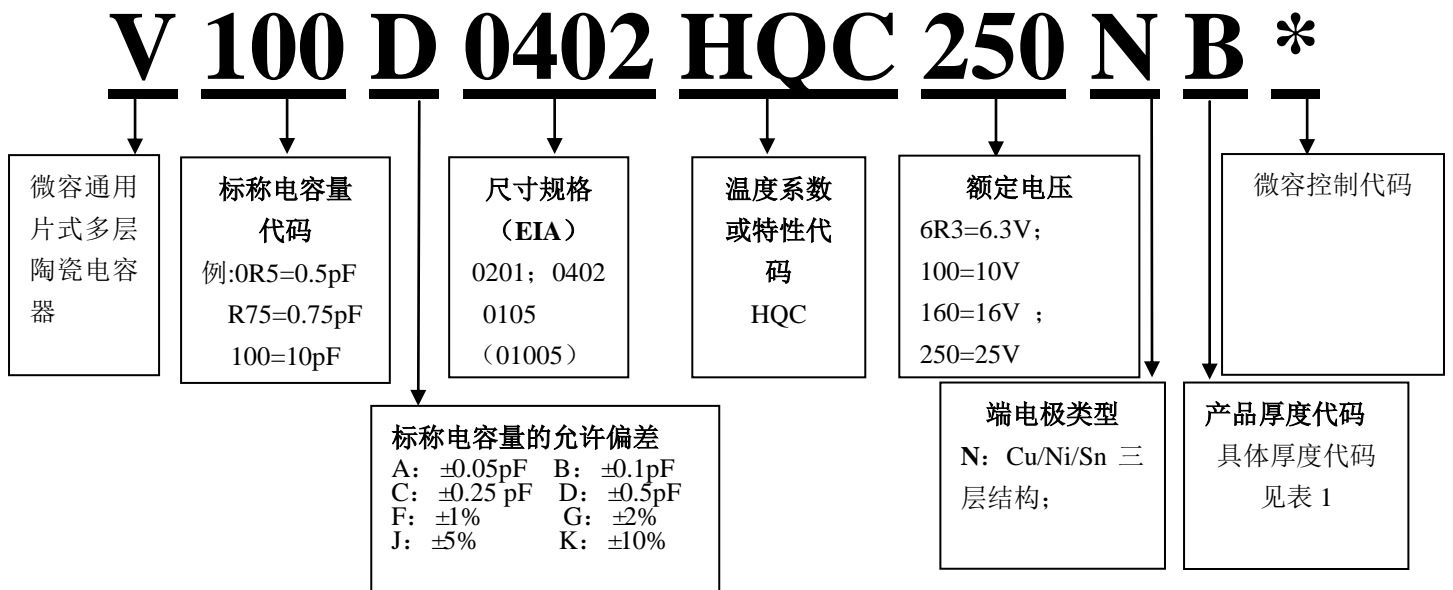 V 100 D 0402 HQC 250 N B *
微容通用
片式多层
陶瓷电容
器
标称电容量
代码
例:0R5=0.5pF
R75=0.75pF
100=10pF
尺寸规格
（EIA）
0201；0402
0105
（01005）
温度系数
或特性代
码
HQC
额定电压
6R3=6.3V；
100=10V
160=16V ；
250=25V
微容控制代码
标称电容量的允许偏差
A： ±0.05pF B： ±0.1pF
C： ±0.25 pF D： ±0.5pF
F： ±1% G： ±2%
J： ±5% K： ±10%
端电极类型
N：Cu/Ni/Sn 三
层结构；
产品厚度代码
具体厚度代码
见表 1